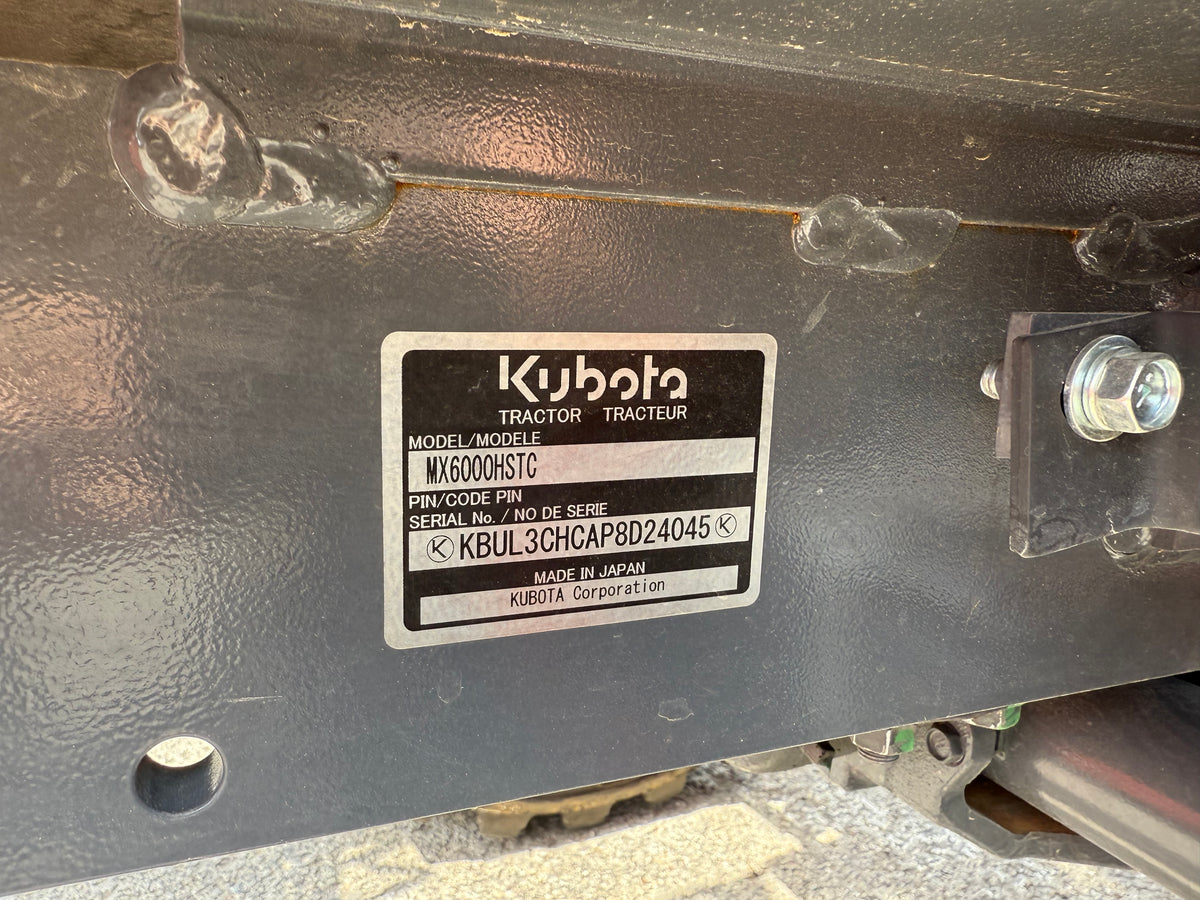 Kubota
TRACTOR TRACTEUR
MODEL/MODELE
MX6000HSTC
PIN/CODE PIN
SERIAL No. / NO DE SERIE
KBUL3CHCAP8D24045
MADE IN JAPAN
KUBOTA Corporation